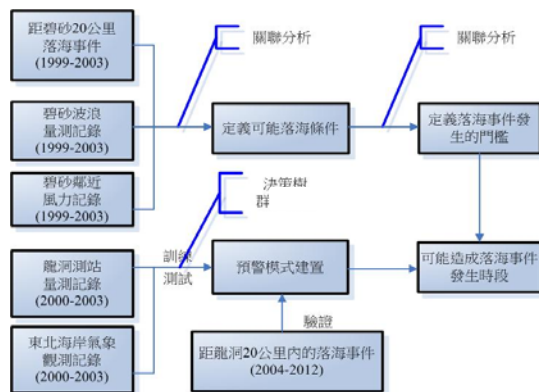 距碧砂20公里
落海事件
(1999-2003)
碧砂波浪
量測記錄
(1999-2003)
碧砂鄰近
風力記錄
(1999-2003)
龍洞測站
量測記錄
(2000-2003)
東北海岸氣象
觀測記錄
(2000-2003)
關聯分析
定義可能落海條件
關聯分析
定義落海事件發
生的門檻
決策樹
群
訓練
測試
預警模式建置
可能造成落海事件
發生時段
驗證
距龍洞20公里內的落海事件
(2004-2012)